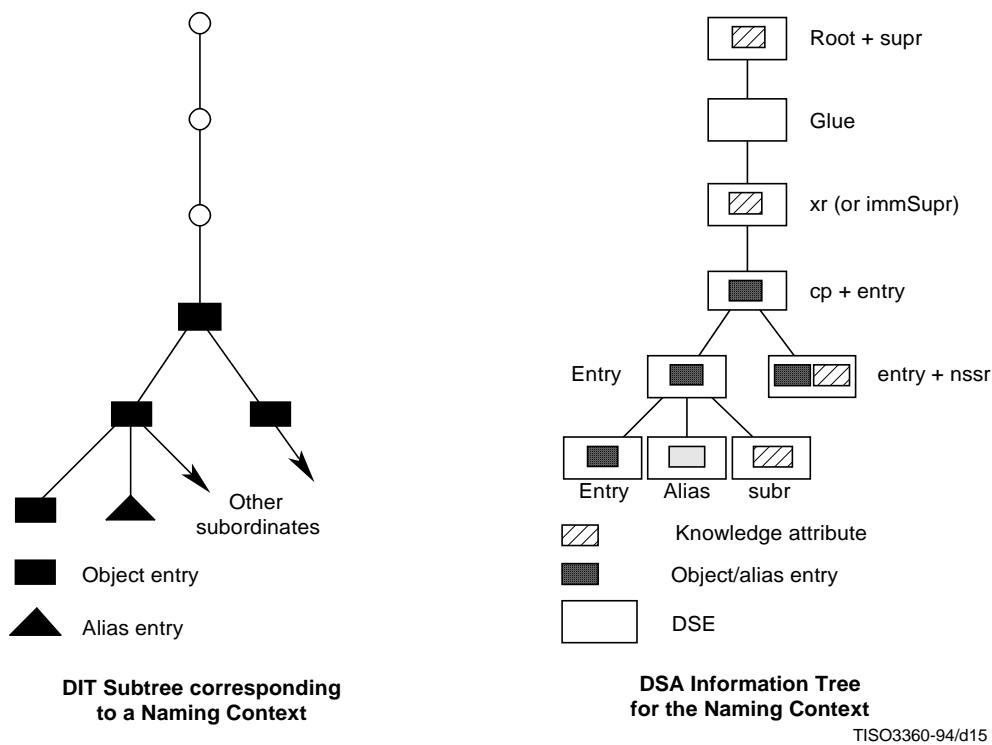 Root + supr
Glue
xr (or immSupr)
cp + entry
Entry
entry + nssr
Entry
Alias
subr
Other
subordinates
Object entry
Alias entry
Knowledge attribute
Object/alias entry
DSE
DIT Subtree corresponding
to a Naming Context
DSA Information Tree
for the Naming Context
TISO3360-94/d15